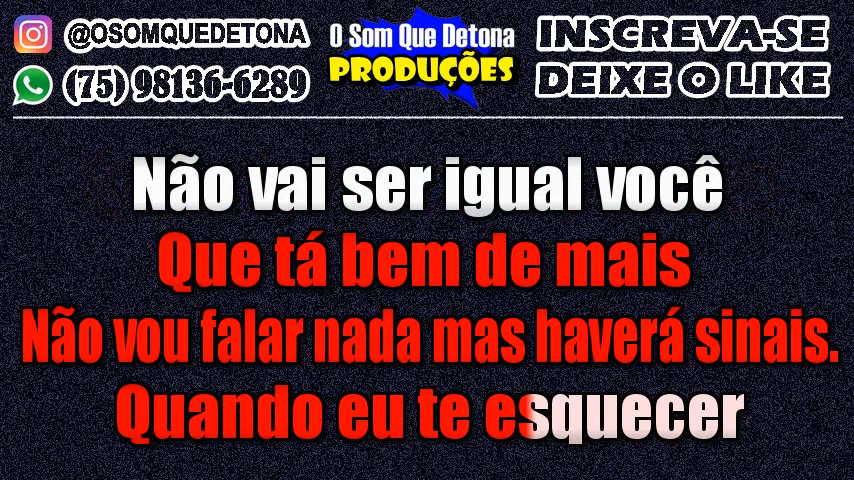 @OSOMQUEDETONA
(75) 98136-6289
O Som Que Detona
PRODUÇÕES
INSCREVA-SE
DEIXE O LIKE
Não vai ser igual você
Que tá bem de mais
Não vou falar nada mas haverá sinais.
Quando eu te esquecer